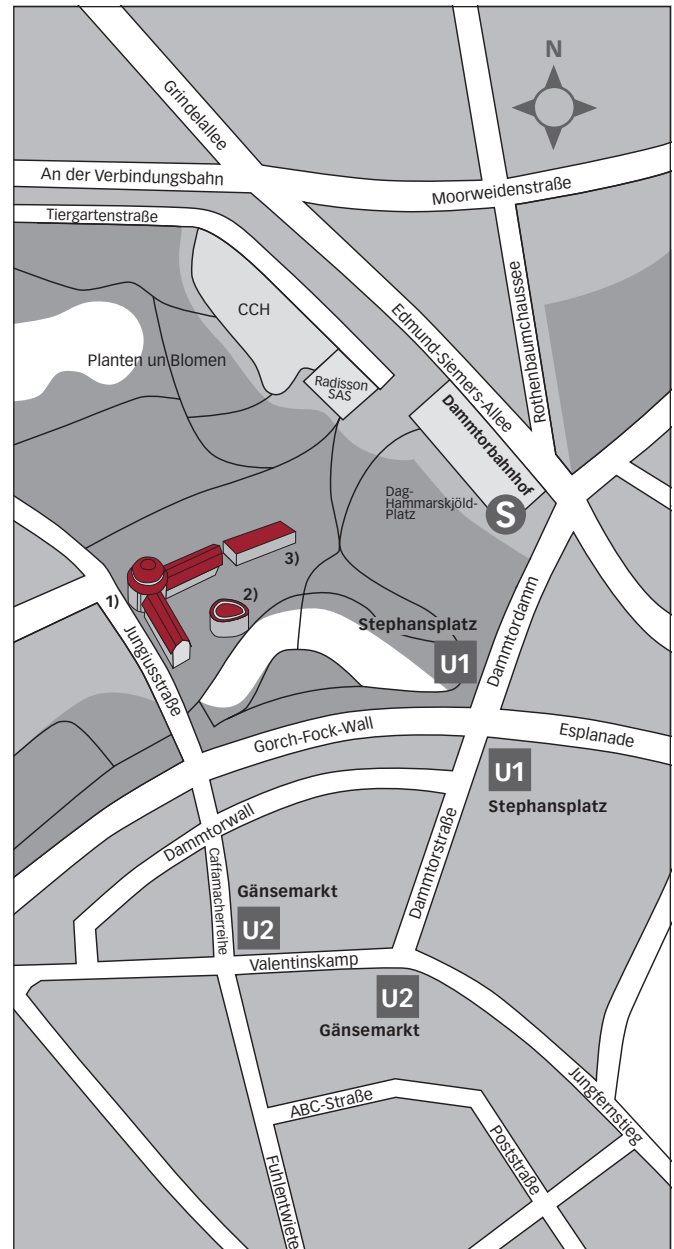 N
Grindelallee
An der Verbindungsbahn
Moorweidenstraße
Tiergartenstraße
CCH
Rothenbaumchaussee
Edmund-Siemers-Allee
Planten un Blomen
Radisson
SAS
Dammtorbahnhof
Dag-
Hammarskjöld-
Platz
S
3)
1)
2)
Stephansplatz
U1
Dammtordamm
Jungiusstraße
Gorch-Fock-Wall
Esplanade
U1
Stephansplatz
Dammtorwall
Dammtorstraße
Caffamacherreihe
Gänsemarkt
U2
Valentinskamp
U2
Gänsemarkt
Jungfernstieg
ABC-Straße
Poststraße
Fuhlentwiete